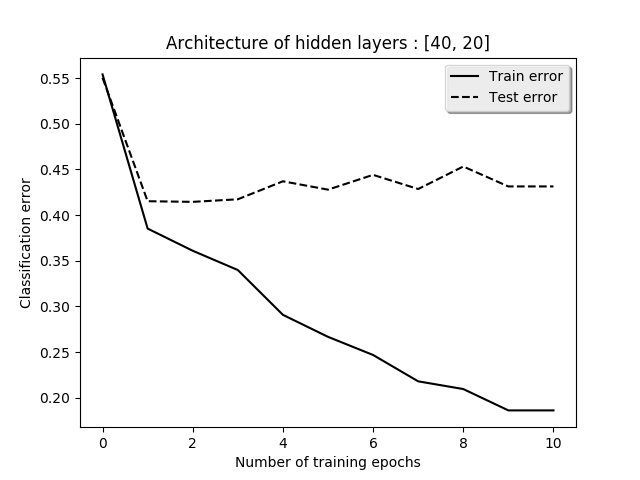 Architecture of hidden layers : [40, 20]
Train error
Test error
0.55
0.50
0.45
0.40
0.35
0.30
0.25
0.20
Classification error
0 2 4 6 8 10
Number of training epochs